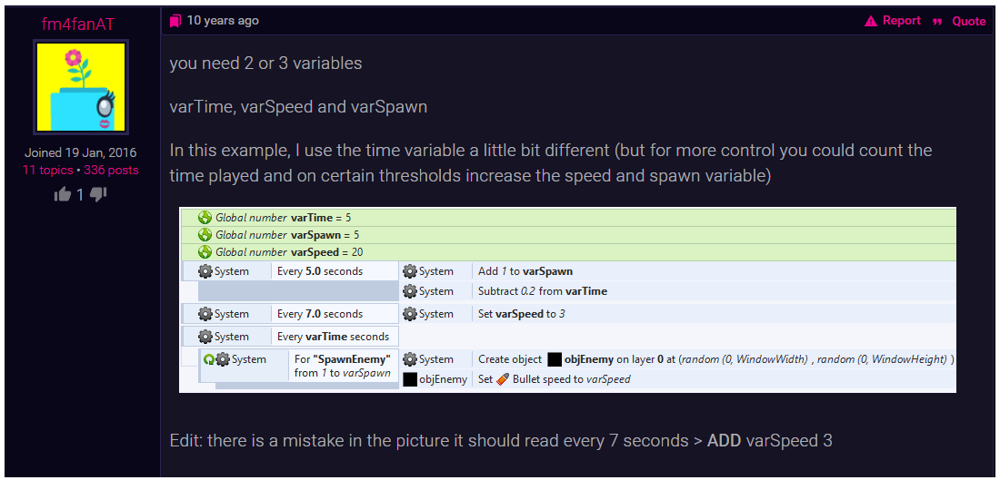 fm4fanAT
Joined 19 Jan, 2016
11 topics • 336 posts
1
10 years ago
Report
Quote
you need 2 or 3 variables
varTime, varSpeed and varSpawn
In this example, I use the time variable a little bit different (but for more control you could count the
time played and on certain thresholds increase the speed and spawn variable)
Global number varTime = 5
Global number varSpawn = 5
Global number varSpeed = 20
System Every 5.0 seconds System Add 1 to varSpawn
System Subtract 0.2 from varTime
System Every 7.0 seconds System Set varSpeed to 3
System Every varTime seconds
System For "SpawnEnemy" System Create object objEnemy on layer 0 at (random (0, WindowWidth) , random (0, WindowHeight) )
from 1 to varSpawn objEnemy Set Bullet speed to varSpeed
Edit: there is a mistake in the picture it should read every 7 seconds > ADD varSpeed 3